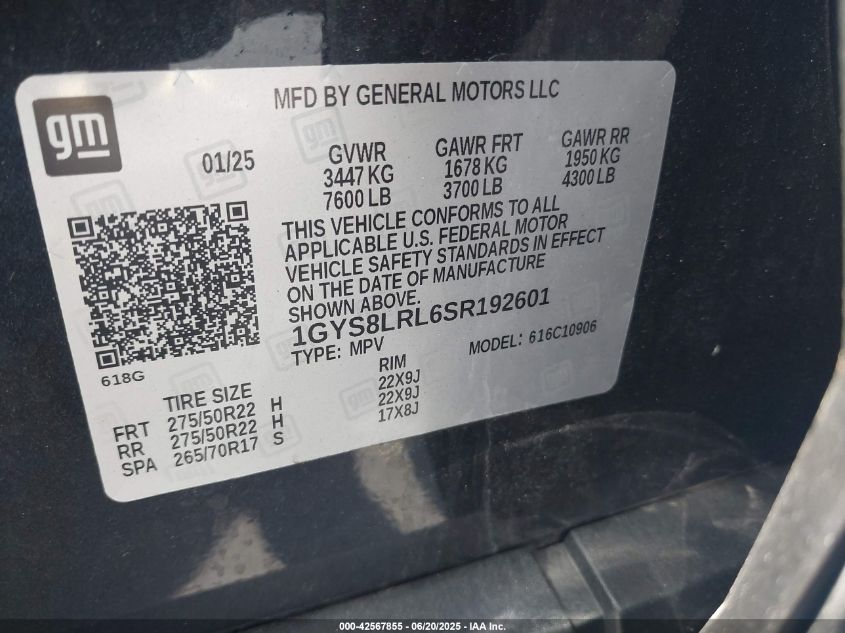 MFD BY GENERAL MOTORS LLC
gm
01/25
GVWR
3447 KG
7600 LB
GAWR FRT
1678 KG
3700 LB
GAWR RR
1950 KG
4300 LB
THIS VEHICLE CONFORMS TO ALL
APPLICABLE U.S. FEDERAL MOTOR
VEHICLE SAFETY STANDARDS IN EFFECT
ON THE DATE OF MANUFACTURE
SHOWN ABOVE.
1GYS8LRL6SR192601
TYPE: MPV
MODEL: 616C10906
618G
TIRE SIZE
RIM
FRT 275/50R22 H 22X9J
RR 275/50R22 H 22X9J
SPA 265/70R17 S 17X8J
000-42567855 - 06/20/2025 - IAA Inc.